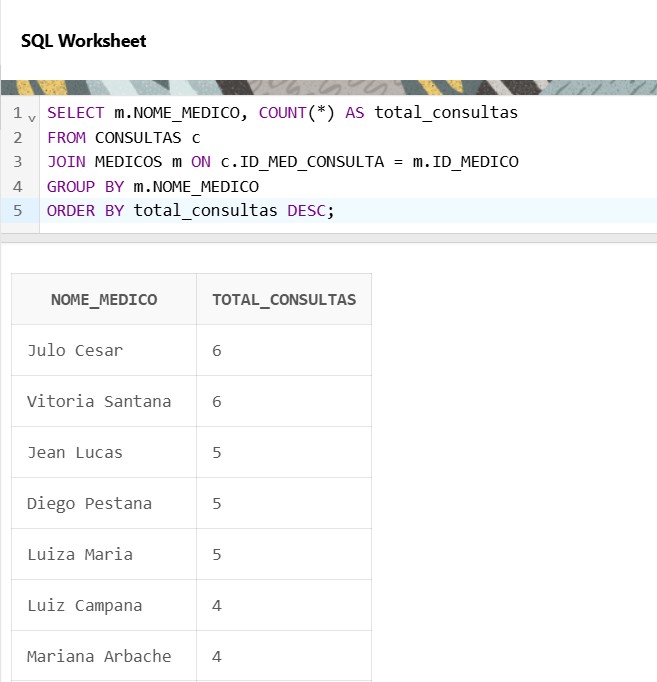 SQL Worksheet
1 SELECT m.NOME_MEDICO, COUNT(*) AS total_consultas
2 FROM CONSULTAS c
3 JOIN MEDICOS m ON c.ID_MED_CONSULTA = m.ID_MEDICO
4 GROUP BY m.NOME_MEDICO
5 ORDER BY total_consultas DESC;
NOME_MEDICO TOTAL_CONSULTAS
Julo Cesar 6
Vitoria Santana 6
Jean Lucas 5
Diego Pestana 5
Luiza Maria 5
Luiz Campana 4
Mariana Arbache 4